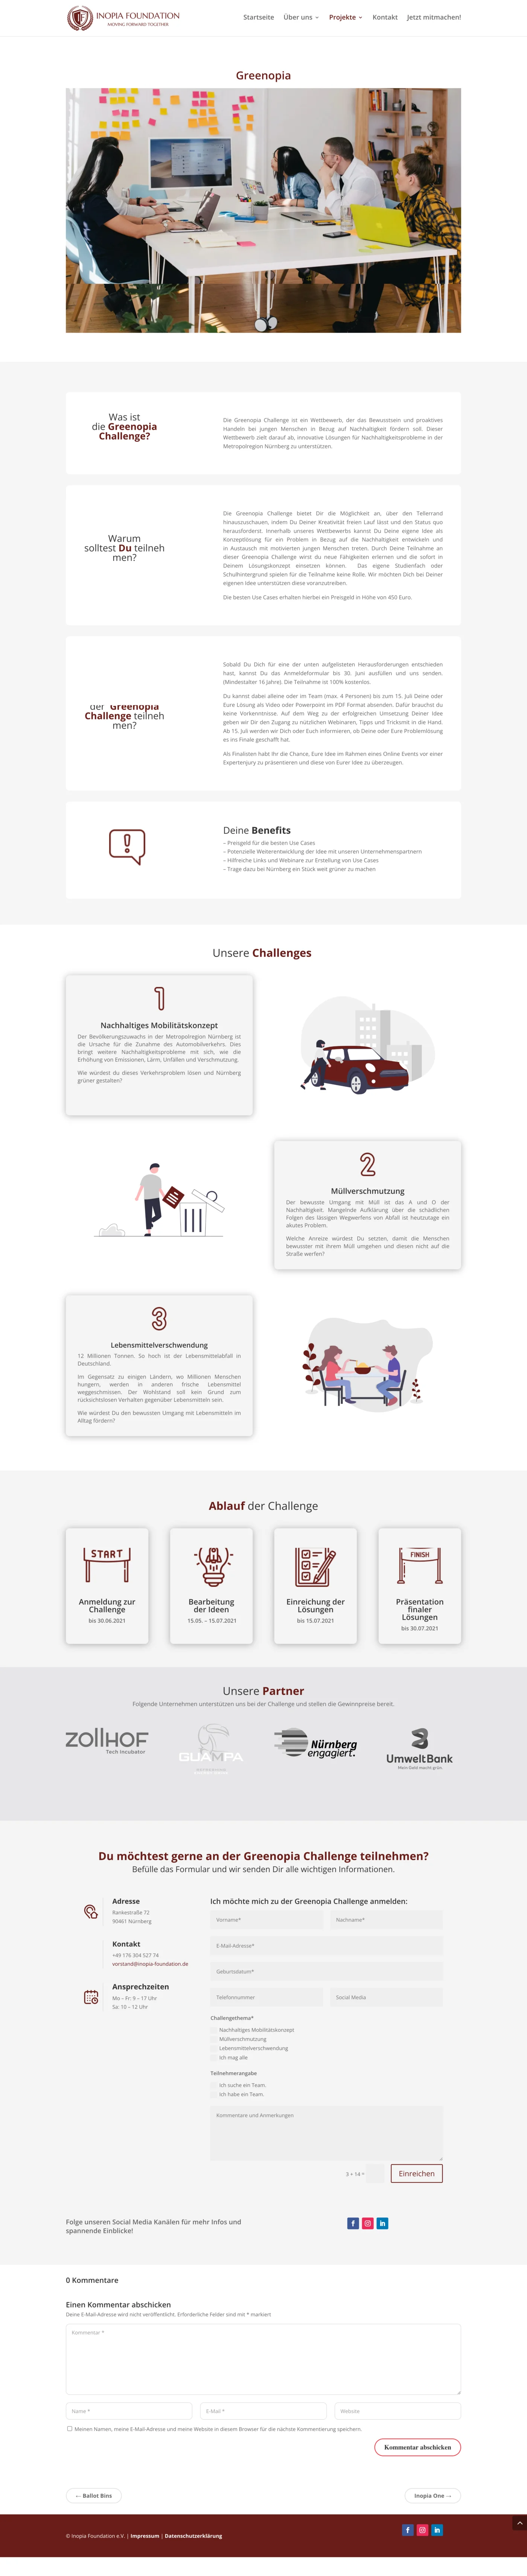 INOPIA FOUNDATION
MOVING FORWARD TOGETHER
Startseite
Über uns
Projekte
Kontakt
Jetzt mitmachen!
Greenopia
Was ist
die Greenopia
Challenge?
Die Greenopia Challenge ist ein Wettbewerb, der das Bewusstsein und proaktives
Handeln bei jungen Menschen in Bezug auf Nachhaltigkeit fördern soll. Dieser
Wettbewerb zielt darauf ab, innovative Lösungen für Nachhaltigkeitsprobleme in der
Metropolregion Nürnberg zu unterstützen.
Warum
solltest Du teilneh
men?
Die Greenopia Challenge bietet Dir die Möglichkeit an, über den Tellerrand
hinauszuschauen, indem Du Deiner Kreativität freien Lauf lässt und den Status quo
herausforderst. Innerhalb unseres Wettbewerbs kannst Du Deine eigene Idee als
Konzeptlösung für ein Problem in Bezug auf die Nachhaltigkeit entwickeln und
in Austausch mit motivierten jungen Menschen treten. Durch Deine Teilnahme an
dieser Greenopia Challenge wirst du neue Fähigkeiten erlernen und die sofort in
Deinem Lösungskonzept einsetzen können. Das eigene Studienfach oder
Schulhintergrund spielen für die Teilnahme keine Rolle. Wir möchten Dich bei Deiner
eigenen Idee unterstützen diese voranzutreiben.
Die besten Use Cases erhalten hierbei ein Preisgeld in Höhe von 450 Euro.
der Greenopia
Challenge teilneh
men?
Sobald Du Dich für eine der unten aufgelisteten Herausforderungen entschieden
hast, kannst Du das Anmeldeformular bis 30. Juni ausfüllen und uns senden.
(Mindestalter 16 Jahre). Die Teilnahme ist 100% kostenlos.
Du kannst dabei alleine oder im Team (max. 4 Personen) bis zum 15. Juli Deine oder
Eure Lösung als Video oder Powerpoint im PDF Format absenden. Dafür brauchst du
keine Vorkenntnisse. Auf dem Weg zu der erfolgreichen Umsetzung Deiner Idee
geben wir Dir den Zugang zu nützlichen Webinaren, Tipps und Tricksmit in die Hand.
Ab 15. Juli werden wir Dich oder Euch informieren, ob Deine oder Eure Problemlösung
es ins Finale geschafft hat.
Als Finalisten habt Ihr die Chance, Eure Idee im Rahmen eines Online Events vor einer
Expertenjury zu präsentieren und diese von Eurer Idee zu überzeugen.
Deine Benefits
– Preisgeld für die besten Use Cases
– Potenzielle Weiterentwicklung der Idee mit unseren Unternehmenspartnern
– Hilfreiche Links und Webinare zur Erstellung von Use Cases
– Trage dazu bei Nürnberg ein Stück weit grüner zu machen
Unsere Challenges
1
Nachhaltiges Mobilitätskonzept
Der Bevölkerungszuwachs in der Metropolregion Nürnberg ist
die Ursache für die Zunahme des Automobilverkehrs. Dies
bringt weitere Nachhaltigkeitsprobleme mit sich, wie die
Erhöhung von Emissionen, Lärm, Unfällen und Verschmutzung.
Wie würdest du dieses Verkehrsproblem lösen und Nürnberg
grüner gestalten?
2
Müllverschmutzung
Der bewusste Umgang mit Müll ist das A und O der
Nachhaltigkeit. Mangelnde Aufklärung über die schädlichen
Folgen des lässigen Wegwerfens von Abfall ist heutzutage ein
akutes Problem.
Welche Anreize würdest Du setzten, damit die Menschen
bewusster mit ihrem Müll umgehen und diesen nicht auf die
Straße werfen?
3
Lebensmittelverschwendung
12 Millionen Tonnen. So hoch ist der Lebensmittelabfall in
Deutschland.
Im Gegensatz zu einigen Ländern, wo Millionen Menschen
hungern, werden in anderen frische Lebensmittel
weggeschmissen. Der Wohlstand soll kein Grund zum
rücksichtslosen Verhalten gegenüber Lebensmitteln sein.
Wie würdest Du den bewussten Umgang mit Lebensmitteln im
Alltag fördern?
Ablauf der Challenge
START
Anmeldung zur
Challenge
bis 30.06.2021
Bearbeitung
der Ideen
15.05. – 15.07.2021
Einreichung der
Lösungen
bis 15.07.2021
FINISH
Präsentation
finaler
Lösungen
bis 30.07.2021
Unsere Partner
Folgende Unternehmen unterstützen uns bei der Challenge und stellen die Gewinnpreise bereit.
ZOLLHOF
Tech Incubator
GUAMPA
Nürnberg
engagiert.
UmweltBank
Mein Geld macht grün.
Du möchtest gerne an der Greenopia Challenge teilnehmen?
Befülle das Formular und wir senden Dir alle wichtigen Informationen.
Adresse
Rankestraße 72
90461 Nürnberg
Kontakt
+49 176 304 527 74
vorstand@inopia-foundation.de
Ansprechzeiten
Mo – Fr: 9 – 17 Uhr
Sa: 10 – 12 Uhr
Ich möchte mich zu der Greenopia Challenge anmelden:
Vorname*
Nachname*
E-Mail-Adresse*
Geburtsdatum*
Telefonnummer
Social Media
Challengethema*
Nachhaltiges Mobilitätskonzept
Müllverschmutzung
Lebensmittelverschwendung
Ich mag alle
Teilnehmerangabe
Ich suche ein Team.
Ich habe ein Team.
Kommentare und Anmerkungen
3 + 14 =
Einreichen
Folge unseren Social Media Kanälen für mehr Infos und
spannende Einblicke!
0 Kommentare
Einen Kommentar abschicken
Deine E-Mail-Adresse wird nicht veröffentlicht. Erforderliche Felder sind mit * markiert
Kommentar *
Name *
E-Mail *
Website
Meinen Namen, meine E-Mail-Adresse und meine Website in diesem Browser für die nächste Kommentierung speichern.
Kommentar abschicken
← Ballot Bins
Inopia One →
© Inopia Foundation e.V. | Impressum | Datenschutzerklärung